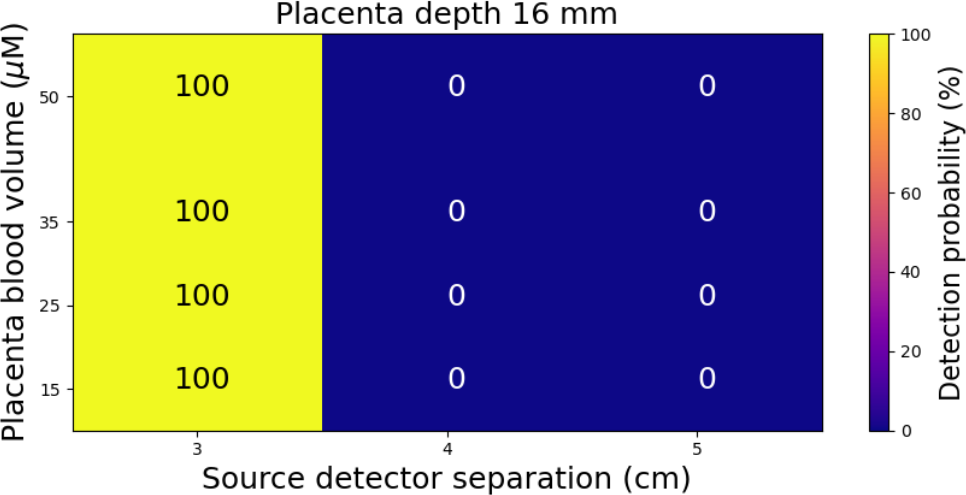 Placenta depth 16 mm
Placenta blood volume (μM)
50
35
25
15
100 0 0
100 0 0
100 0 0
100 0 0
3 4 5
Source detector separation (cm)
100
80
60
40
20
0
Detection probability (%)